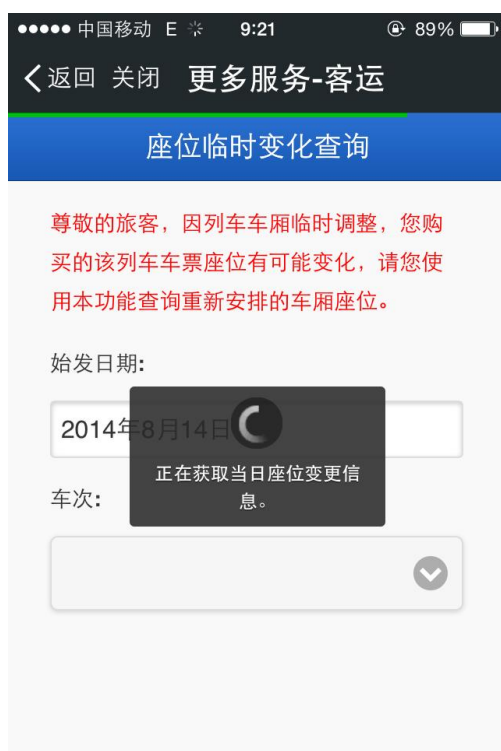 中国移动 E 9:21 89%
返回 关闭 更多服务-客运
座位临时变化查询
尊敬的旅客，因列车车厢临时调整，您购
买的该列车车票座位有可能变化，请您使
用本功能查询重新安排的车厢座位。
始发日期:
2014年8月14日
正在获取当日座位变更信
息。
车次: